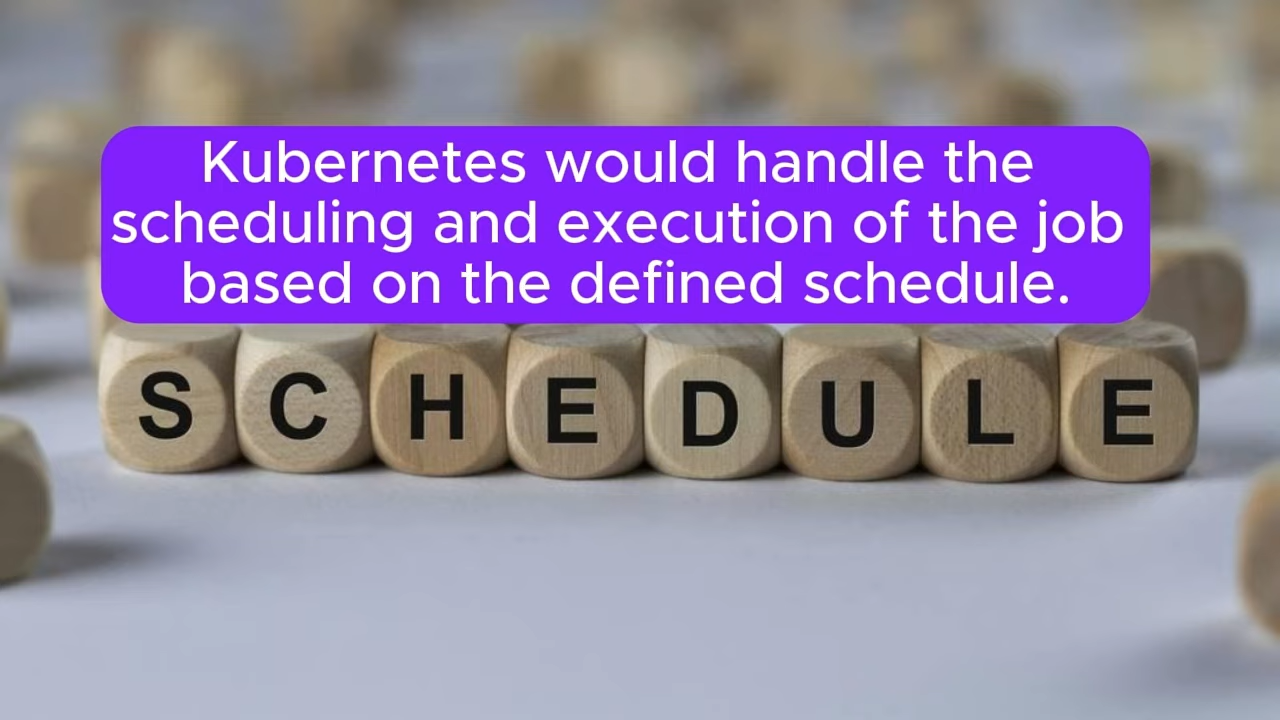 Kubernetes would handle the
scheduling and execution of the job
based on the defined schedule.
SCHEDULE